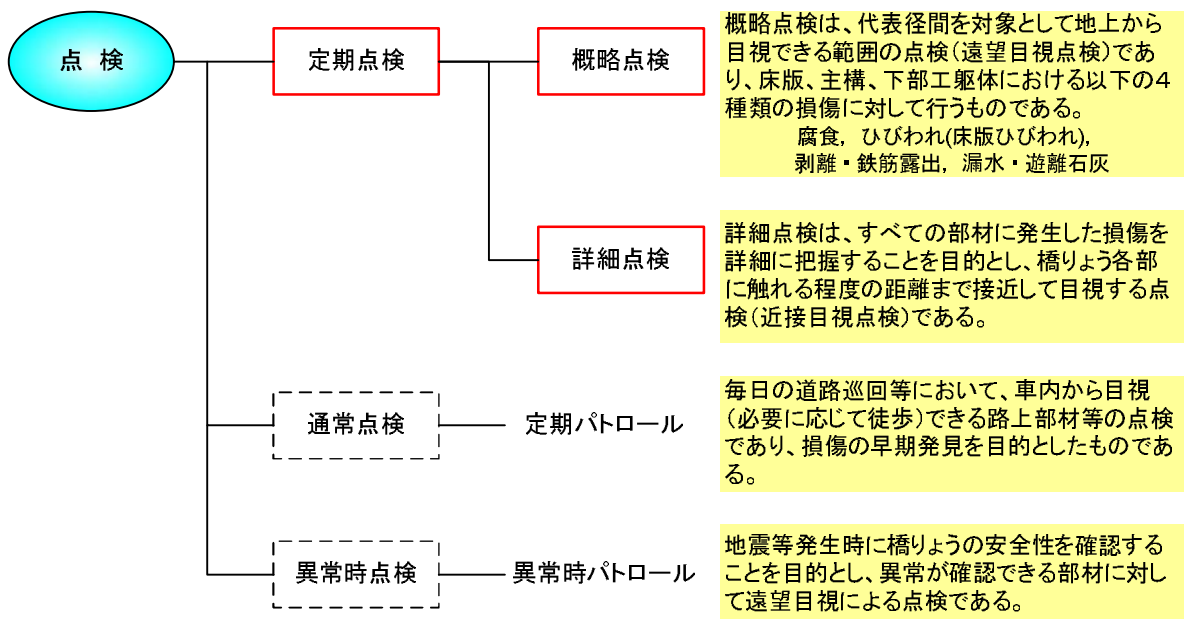 点 検
定期点検
概略点検
概略点検は、代表径間を対象として地上から
目視できる範囲の点検（遠望目視点検）であ
り、床版、主構、下部工躯体における以下の４
種類の損傷に対して行うものである。
腐食, ひびわれ(床版ひびわれ),
剥離・鉄筋露出, 漏水・遊離石灰
詳細点検
詳細点検は、すべての部材に発生した損傷を
詳細に把握することを目的とし、橋りょう各部
に触れる程度の距離まで接近して目視する点
検（近接目視点検）である。
通常点検
定期パトロール
毎日の道路巡回等において、車内から目視
（必要に応じて徒歩）できる路上部材等の点検
であり、損傷の早期発見を目的としたものであ
る。
異常時点検
異常時パトロール
地震等発生時に橋りょうの安全性を確認する
ことを目的とし、異常が確認できる部材に対し
て遠望目視による点検である。